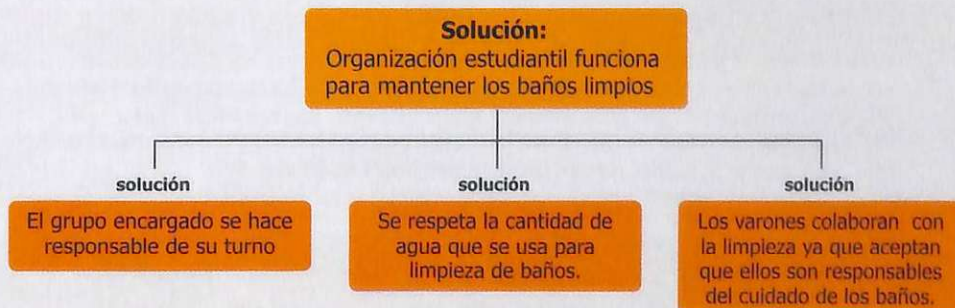 Solución:
Organización estudiantil funciona
para mantener los baños limpios
solución
El grupo encargado se hace
responsable de su turno
solución
Se respeta la cantidad de
agua que se usa para
limpieza de baños.
solución
Los varones colaboran con
la limpieza ya que aceptan
que ellos son responsables
del cuidado de los baños.